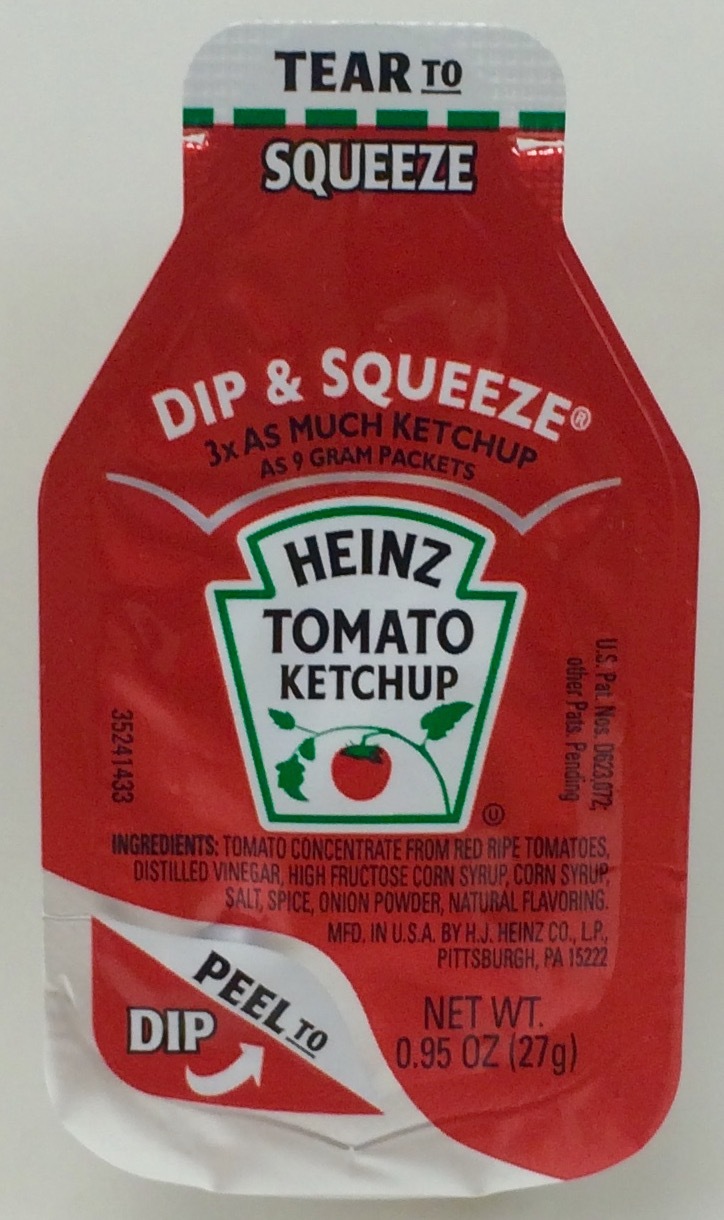 TEAR TO
SQUEEZE
DIP & SQUEEZE®
3x AS MUCH KETCHUP
AS 9 GRAM PACKETS
HEINZ
TOMATO
KETCHUP
U.S. Pat. Nos. D623,072;
other Pats. Pending
35241433
U
INGREDIENTS: TOMATO CONCENTRATE FROM RED RIPE TOMATOES,
DISTILLED VINEGAR, HIGH FRUCTOSE CORN SYRUP, CORN SYRUP,
SALT, SPICE, ONION POWDER, NATURAL FLAVORING.
MFD. IN U.S.A. BY H.J. HEINZ CO., L.P.,
PITTSBURGH, PA 15222
PEEL TO
DIP
NET WT.
0.95 OZ (27g)